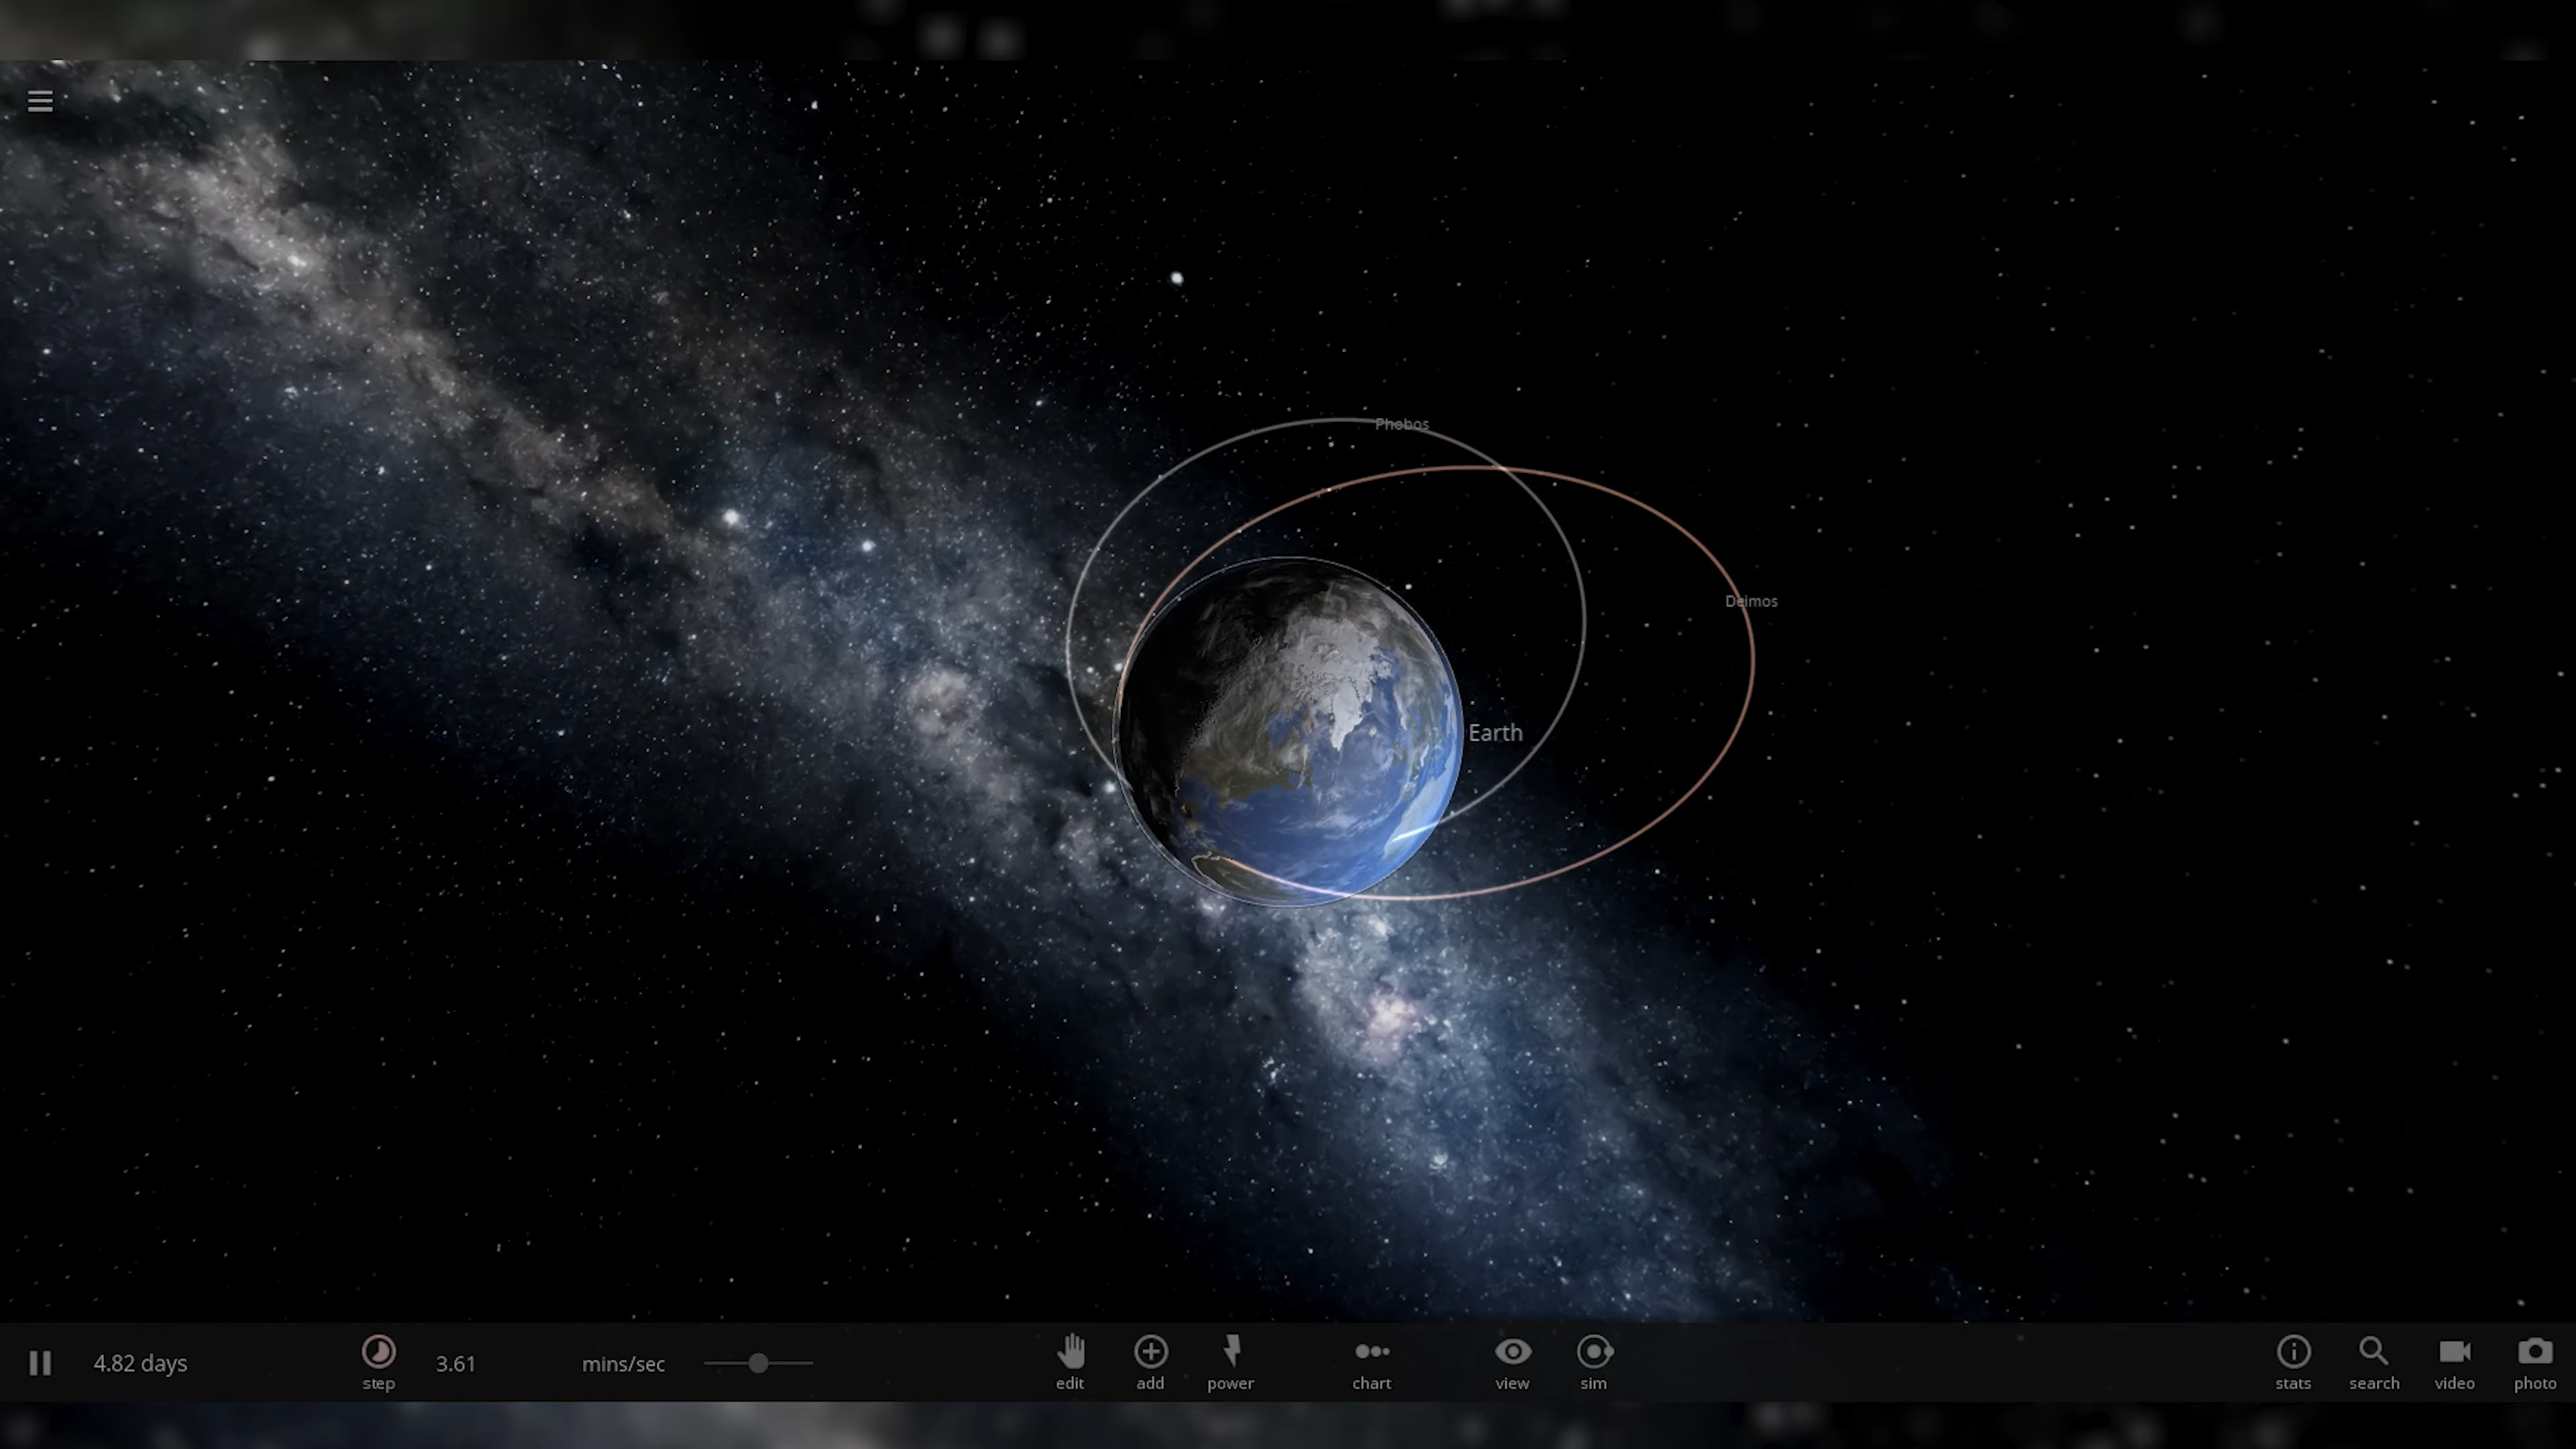 Phobos
Deimos
Earth
4.82 days
step
3.61
mins/sec
edit
add
power
chart
view
sim
stats
search
video
photo